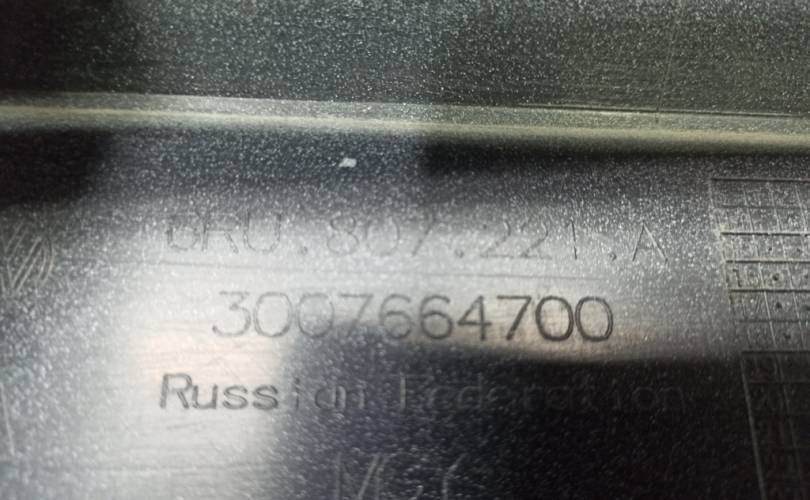 6RU.807.221.A
3007664700
Russian Federation